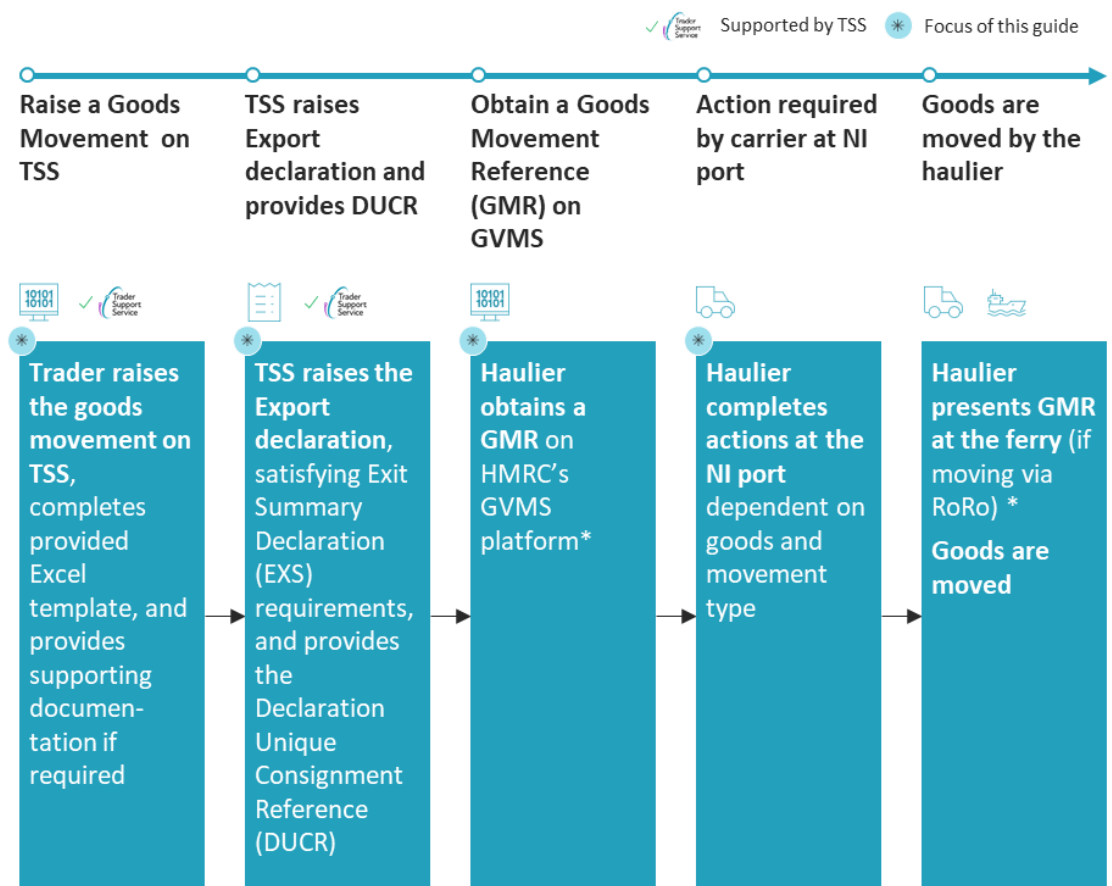 Trader
Support
Service
Supported by TSS
Focus of this guide
Raise a Goods
Movement on
TSS
TSS raises
Export
declaration and
provides DUCR
Obtain a Goods
Movement
Reference
(GMR) on
GVMS
Action required
by carrier at NI
port
Goods are
moved by the
haulier
10101
10101
Trader
Support
Service
Trader
Support
Service
10101
10101
Trader raises
the goods
movement on
TSS,
completes
provided
Excel
template, and
provides
supporting
documen-
tation if
required
TSS raises the
Export
declaration,
satisfying Exit
Summary
Declaration
(EXS)
requirements,
and provides
the
Declaration
Unique
Consignment
Reference
(DUCR)
Haulier
obtains a
GMR on
HMRC’s
GVMS
platform*
Haulier
completes
actions at the
NI port
dependent on
goods and
movement
type
Haulier
presents GMR
at the ferry (if
moving via
RoRo) *
Goods are
moved